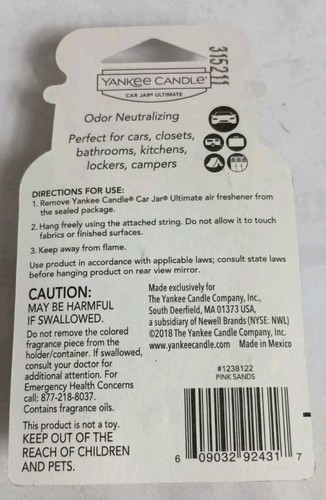 315211
YANKEE CANDLE®
CAR JAR® ULTIMATE
Odor Neutralizing
Perfect for cars, closets,
bathrooms, kitchens,
lockers, campers
DIRECTIONS FOR USE:
1. Remove Yankee Candle® Car Jar® Ultimate air freshener from
the sealed package.
2. Hang freely using the attached string. Do not allow it to touch
fabrics or finished surfaces.
3. Keep away from flame.
Use product in accordance with applicable laws; consult state laws
before hanging product on rear view mirror.
CAUTION:
MAY BE HARMFUL
IF SWALLOWED.
Do not remove the colored
fragrance piece from the
holder/container. If swallowed,
consult your doctor for
additional attention. For
Emergency Health Concerns
call: 877-218-8037.
Contains fragrance oils.
This product is not a toy.
KEEP OUT OF THE
REACH OF CHILDREN
AND PETS.
Made exclusively for
The Yankee Candle Company, Inc.,
South Deerfield, MA 01373 USA,
a subsidiary of Newell Brands (NYSE: NWL)
©2018 The Yankee Candle Company, Inc.
www.yankeecandle.com Made in Mexico
#1238122
PINK SANDS
6 09032 92431 7